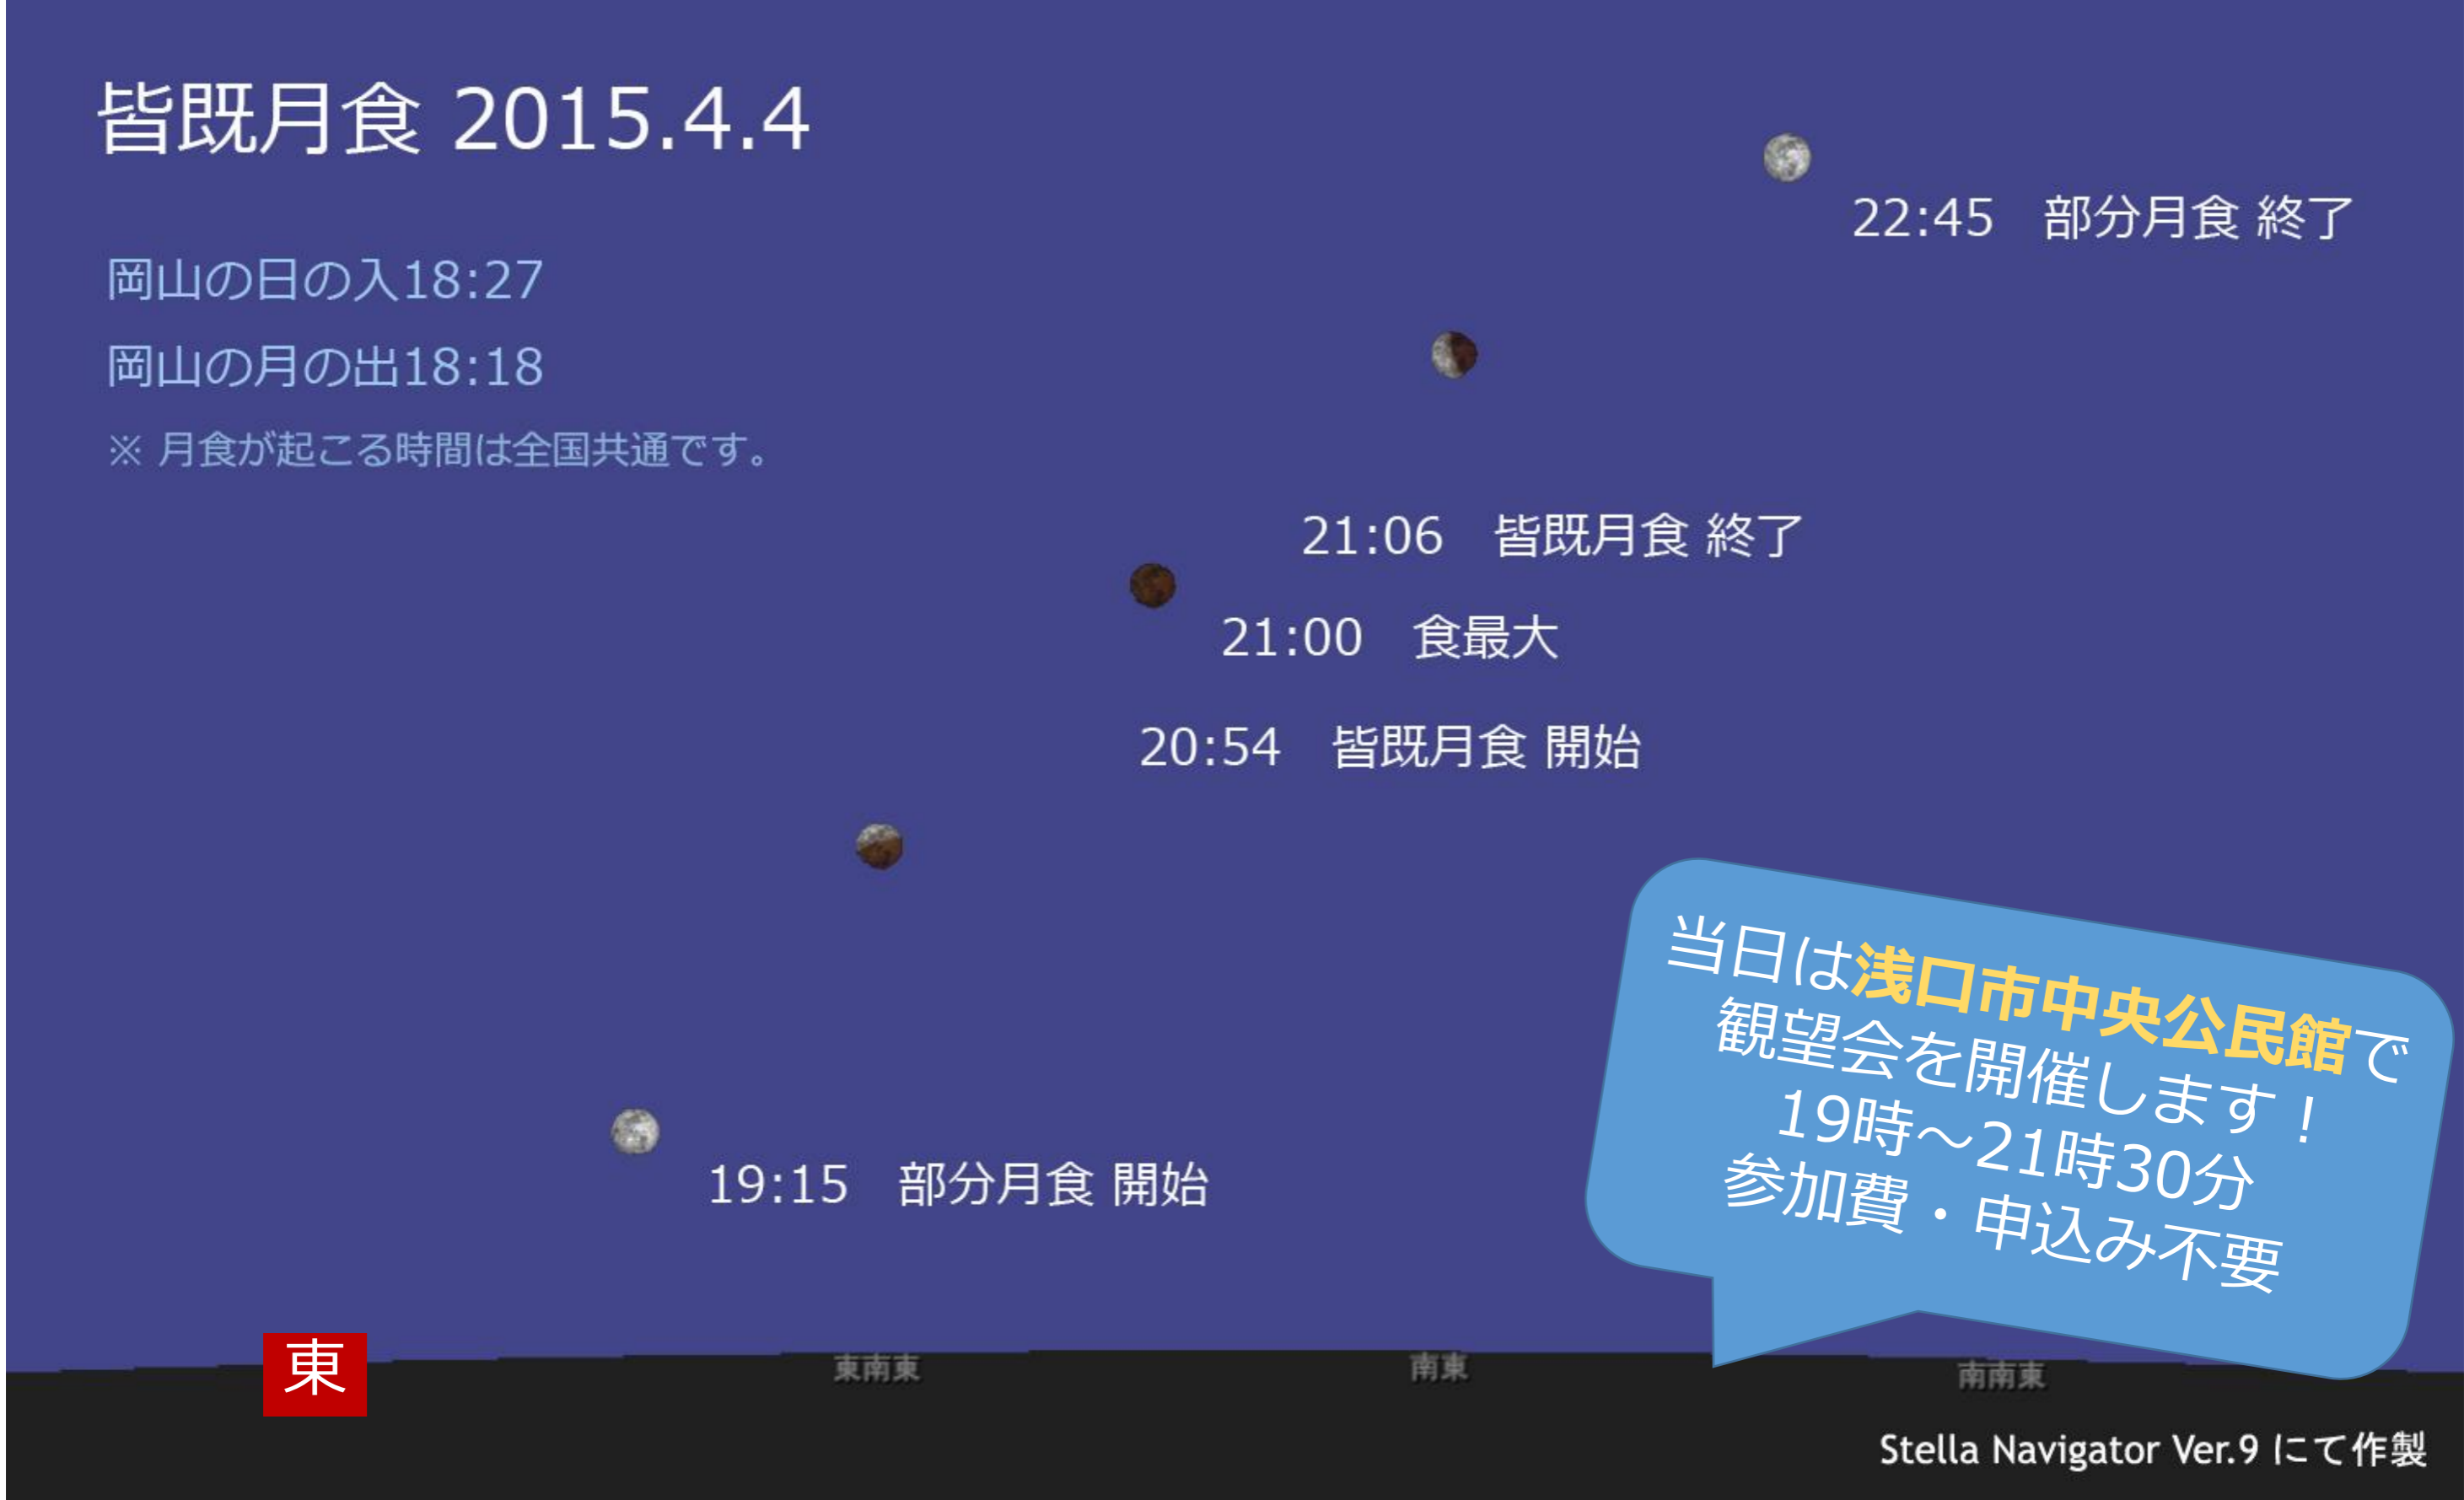 皆既月食 2015.4.4
岡山の日の入18:27
岡山の月の出18:18
※ 月食が起こる時間は全国共通です。
22:45 部分月食 終了
21:06 皆既月食 終了
21:00 食最大
20:54 皆既月食 開始
19:15 部分月食 開始
当日は浅口市中央公民館で
観望会を開催します！
19時～21時30分
参加費・申込み不要
東 東南東 南東 南南東
Stella Navigator Ver.9 にて作製